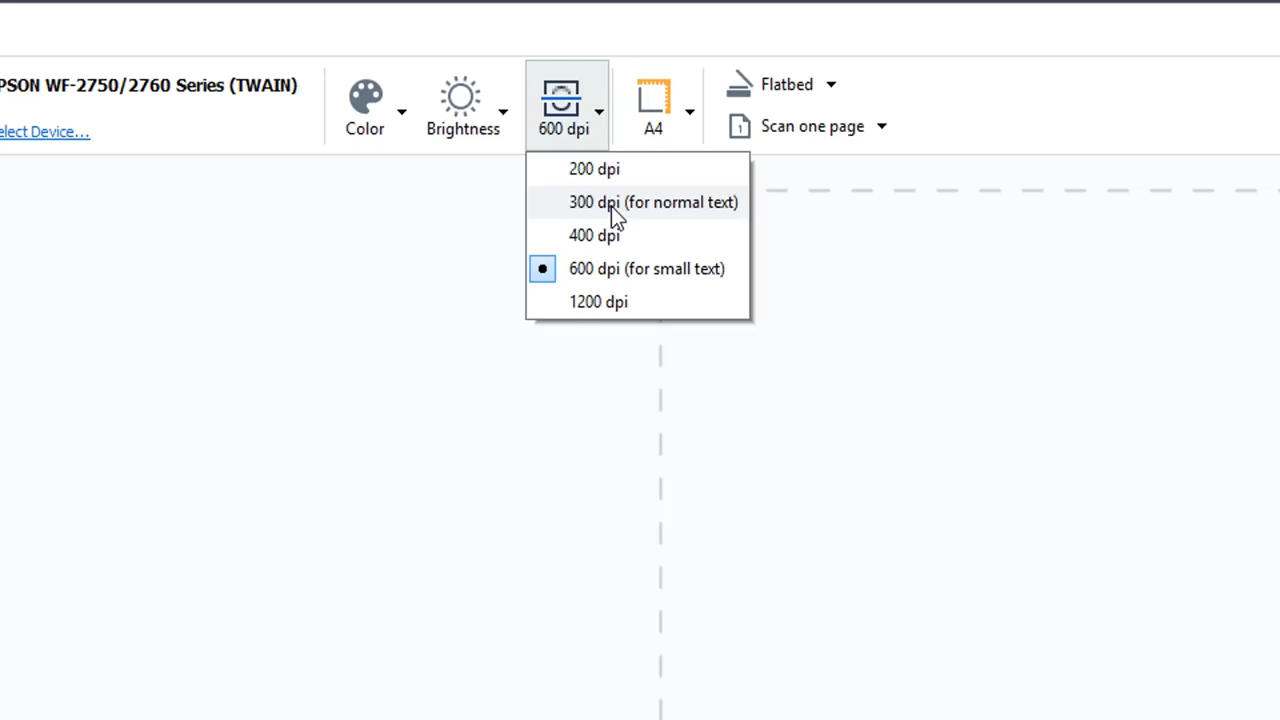 PSON WF-2750/2760 Series (TWAIN)
elect Device...
Color
Brightness
600 dpi
A4
Flatbed
1
Scan one page
200 dpi
300 dpi (for normal text)
400 dpi
600 dpi (for small text)
1200 dpi